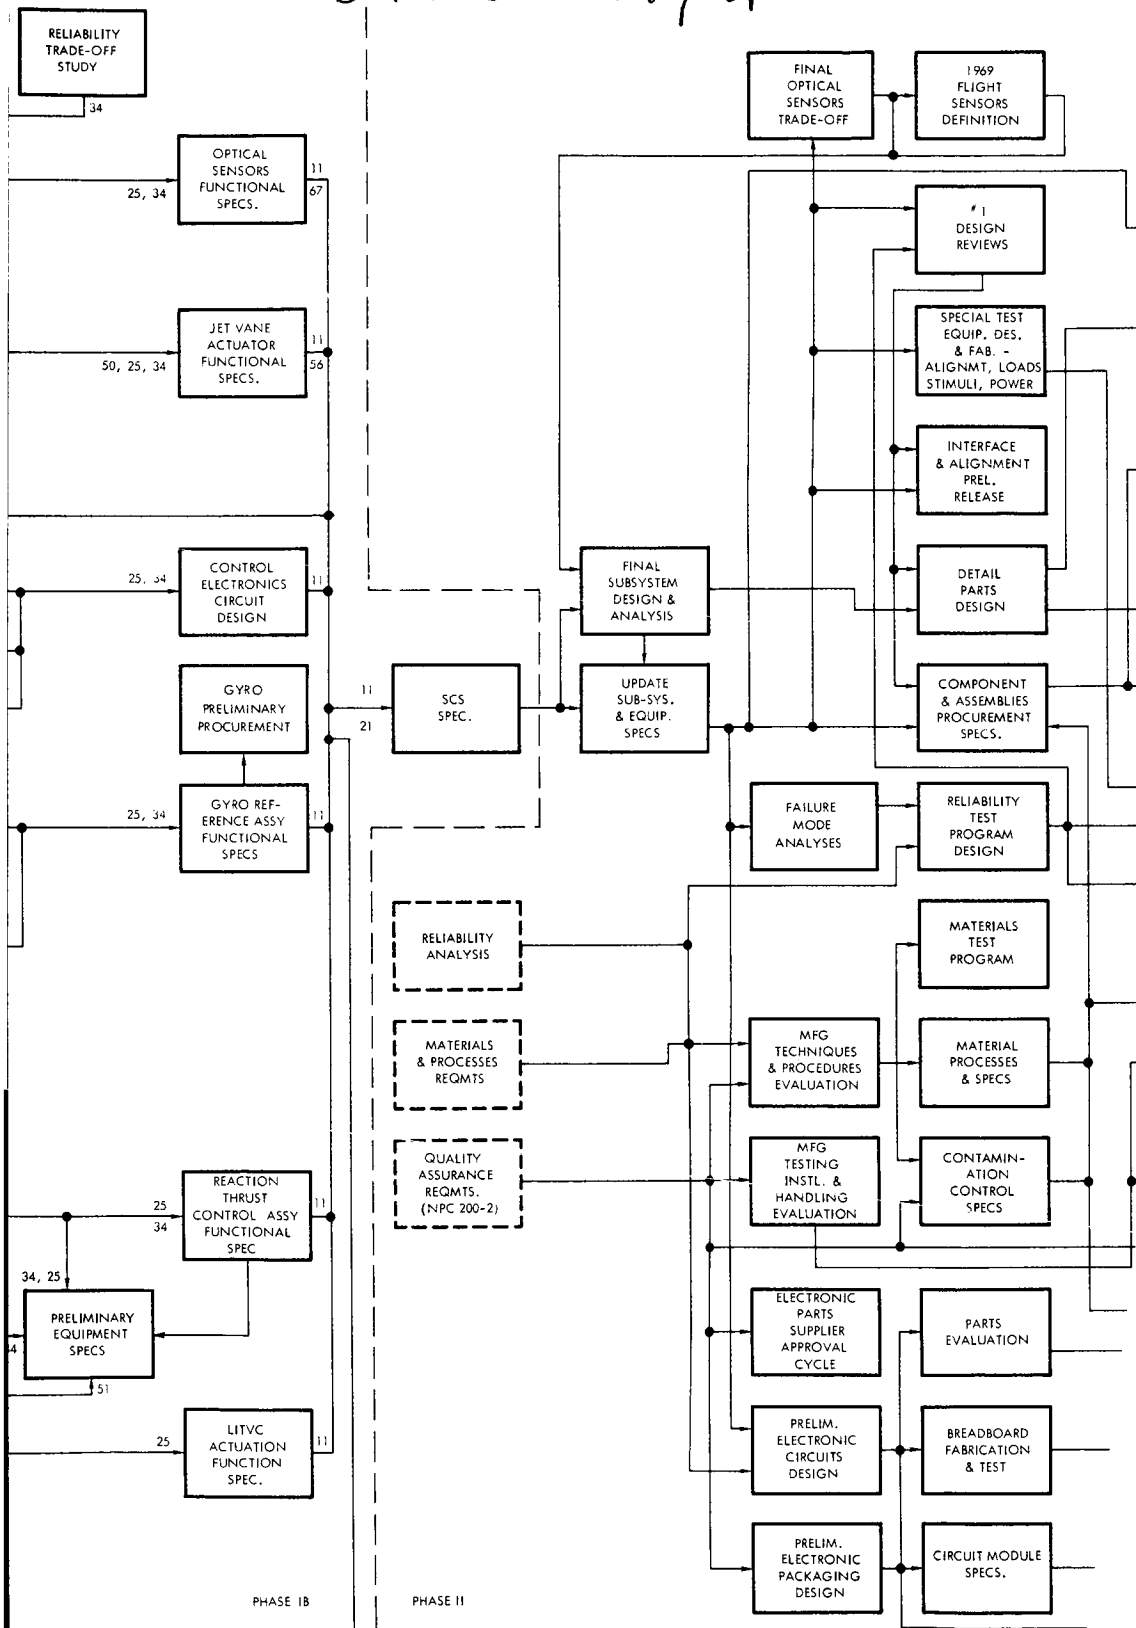 RELIABILITY
TRADE-OFF
STUDY
34
OPTICAL
SENSORS
FUNCTIONAL
SPECS.
25, 34
11
67
JET VANE
ACTUATOR
FUNCTIONAL
SPECS.
50, 25, 34
11
56
CONTROL
ELECTRONICS
CIRCUIT
DESIGN
25, 34
11
GYRO
PRELIMINARY
PROCUREMENT
GYRO REF-
ERENCE ASSY
FUNCTIONAL
SPECS
25, 34
11
REACTION
THRUST
CONTROL ASSY
FUNCTIONAL
SPEC
25
34
11
34, 25
PRELIMINARY
EQUIPMENT
SPECS
51
LITVC
ACTUATION
FUNCTION
SPEC.
25
11
PHASE IB
PHASE II
11
21
SCS
SPEC.
RELIABILITY
ANALYSIS
MATERIALS
& PROCESSES
REQMTS
QUALITY
ASSURANCE
REQMTS.
(NPC 200-2)
FINAL
SUBSYSTEM
DESIGN &
ANALYSIS
UPDATE
SUB-SYS.
& EQUIP.
SPECS
FINAL
OPTICAL
SENSORS
TRADE-OFF
1969
FLIGHT
SENSORS
DEFINITION
#1
DESIGN
REVIEWS
SPECIAL TEST
EQUIP. DES.
& FAB. -
ALIGNMT, LOADS
STIMULI, POWER
INTERFACE
& ALIGNMENT
PREL.
RELEASE
DETAIL
PARTS
DESIGN
COMPONENT
& ASSEMBLIES
PROCUREMENT
SPECS.
FAILURE
MODE
ANALYSES
RELIABILITY
TEST
PROGRAM
DESIGN
MATERIALS
TEST
PROGRAM
MFG
TECHNIQUES
& PROCEDURES
EVALUATION
MATERIAL
PROCESSES
& SPECS
MFG
TESTING
INSTL. &
HANDLING
EVALUATION
CONTAMIN-
ATION
CONTROL
SPECS
ELECTRONIC
PARTS
SUPPLIER
APPROVAL
CYCLE
PARTS
EVALUATION
PRELIM.
ELECTRONIC
CIRCUITS
DESIGN
BREADBOARD
FABRICATION
& TEST
PRELIM.
ELECTRONIC
PACKAGING
DESIGN
CIRCUIT MODULE
SPECS.